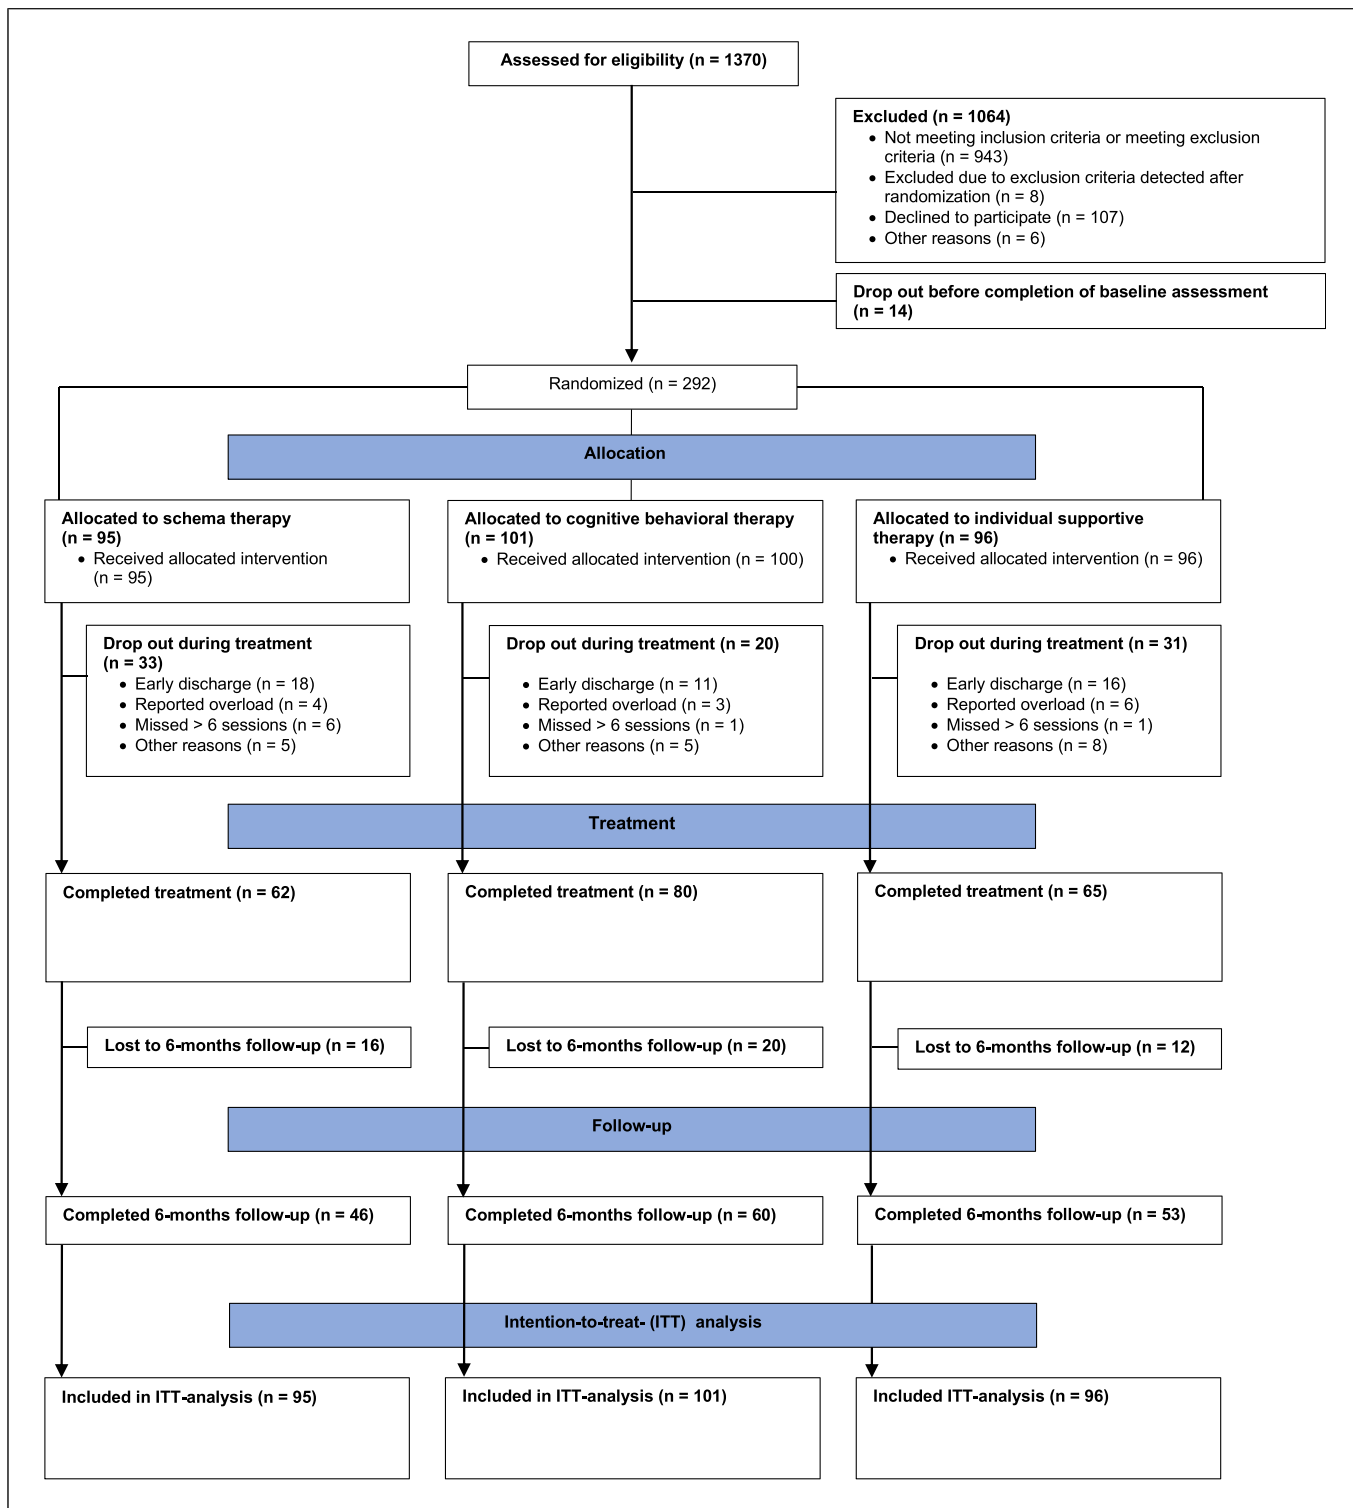 Assessed for eligibility (n = 1370)
Excluded (n = 1064)
• Not meeting inclusion criteria or meeting exclusion
criteria (n = 943)
• Excluded due to exclusion criteria detected after
randomization (n = 8)
• Declined to participate (n = 107)
• Other reasons (n = 6)
Drop out before completion of baseline assessment
(n = 14)
Randomized (n = 292)
Allocation
Allocated to schema therapy
(n = 95)
• Received allocated intervention
(n = 95)
Allocated to cognitive behavioral therapy
(n = 101)
• Received allocated intervention (n = 100)
Allocated to individual supportive
therapy (n = 96)
• Received allocated intervention (n = 96)
Drop out during treatment
(n = 33)
• Early discharge (n = 18)
• Reported overload (n = 4)
• Missed > 6 sessions (n = 6)
• Other reasons (n = 5)
Drop out during treatment (n = 20)
• Early discharge (n = 11)
• Reported overload (n = 3)
• Missed > 6 sessions (n = 1)
• Other reasons (n = 5)
Drop out during treatment (n = 31)
• Early discharge (n = 16)
• Reported overload (n = 6)
• Missed > 6 sessions (n = 1)
• Other reasons (n = 8)
Treatment
Completed treatment (n = 62)
Completed treatment (n = 80)
Completed treatment (n = 65)
Lost to 6-months follow-up (n = 16)
Lost to 6-months follow-up (n = 20)
Lost to 6-months follow-up (n = 12)
Follow-up
Completed 6-months follow-up (n = 46)
Completed 6-months follow-up (n = 60)
Completed 6-months follow-up (n = 53)
Intention-to-treat- (ITT) analysis
Included in ITT-analysis (n = 95)
Included in ITT-analysis (n = 101)
Included ITT-analysis (n = 96)